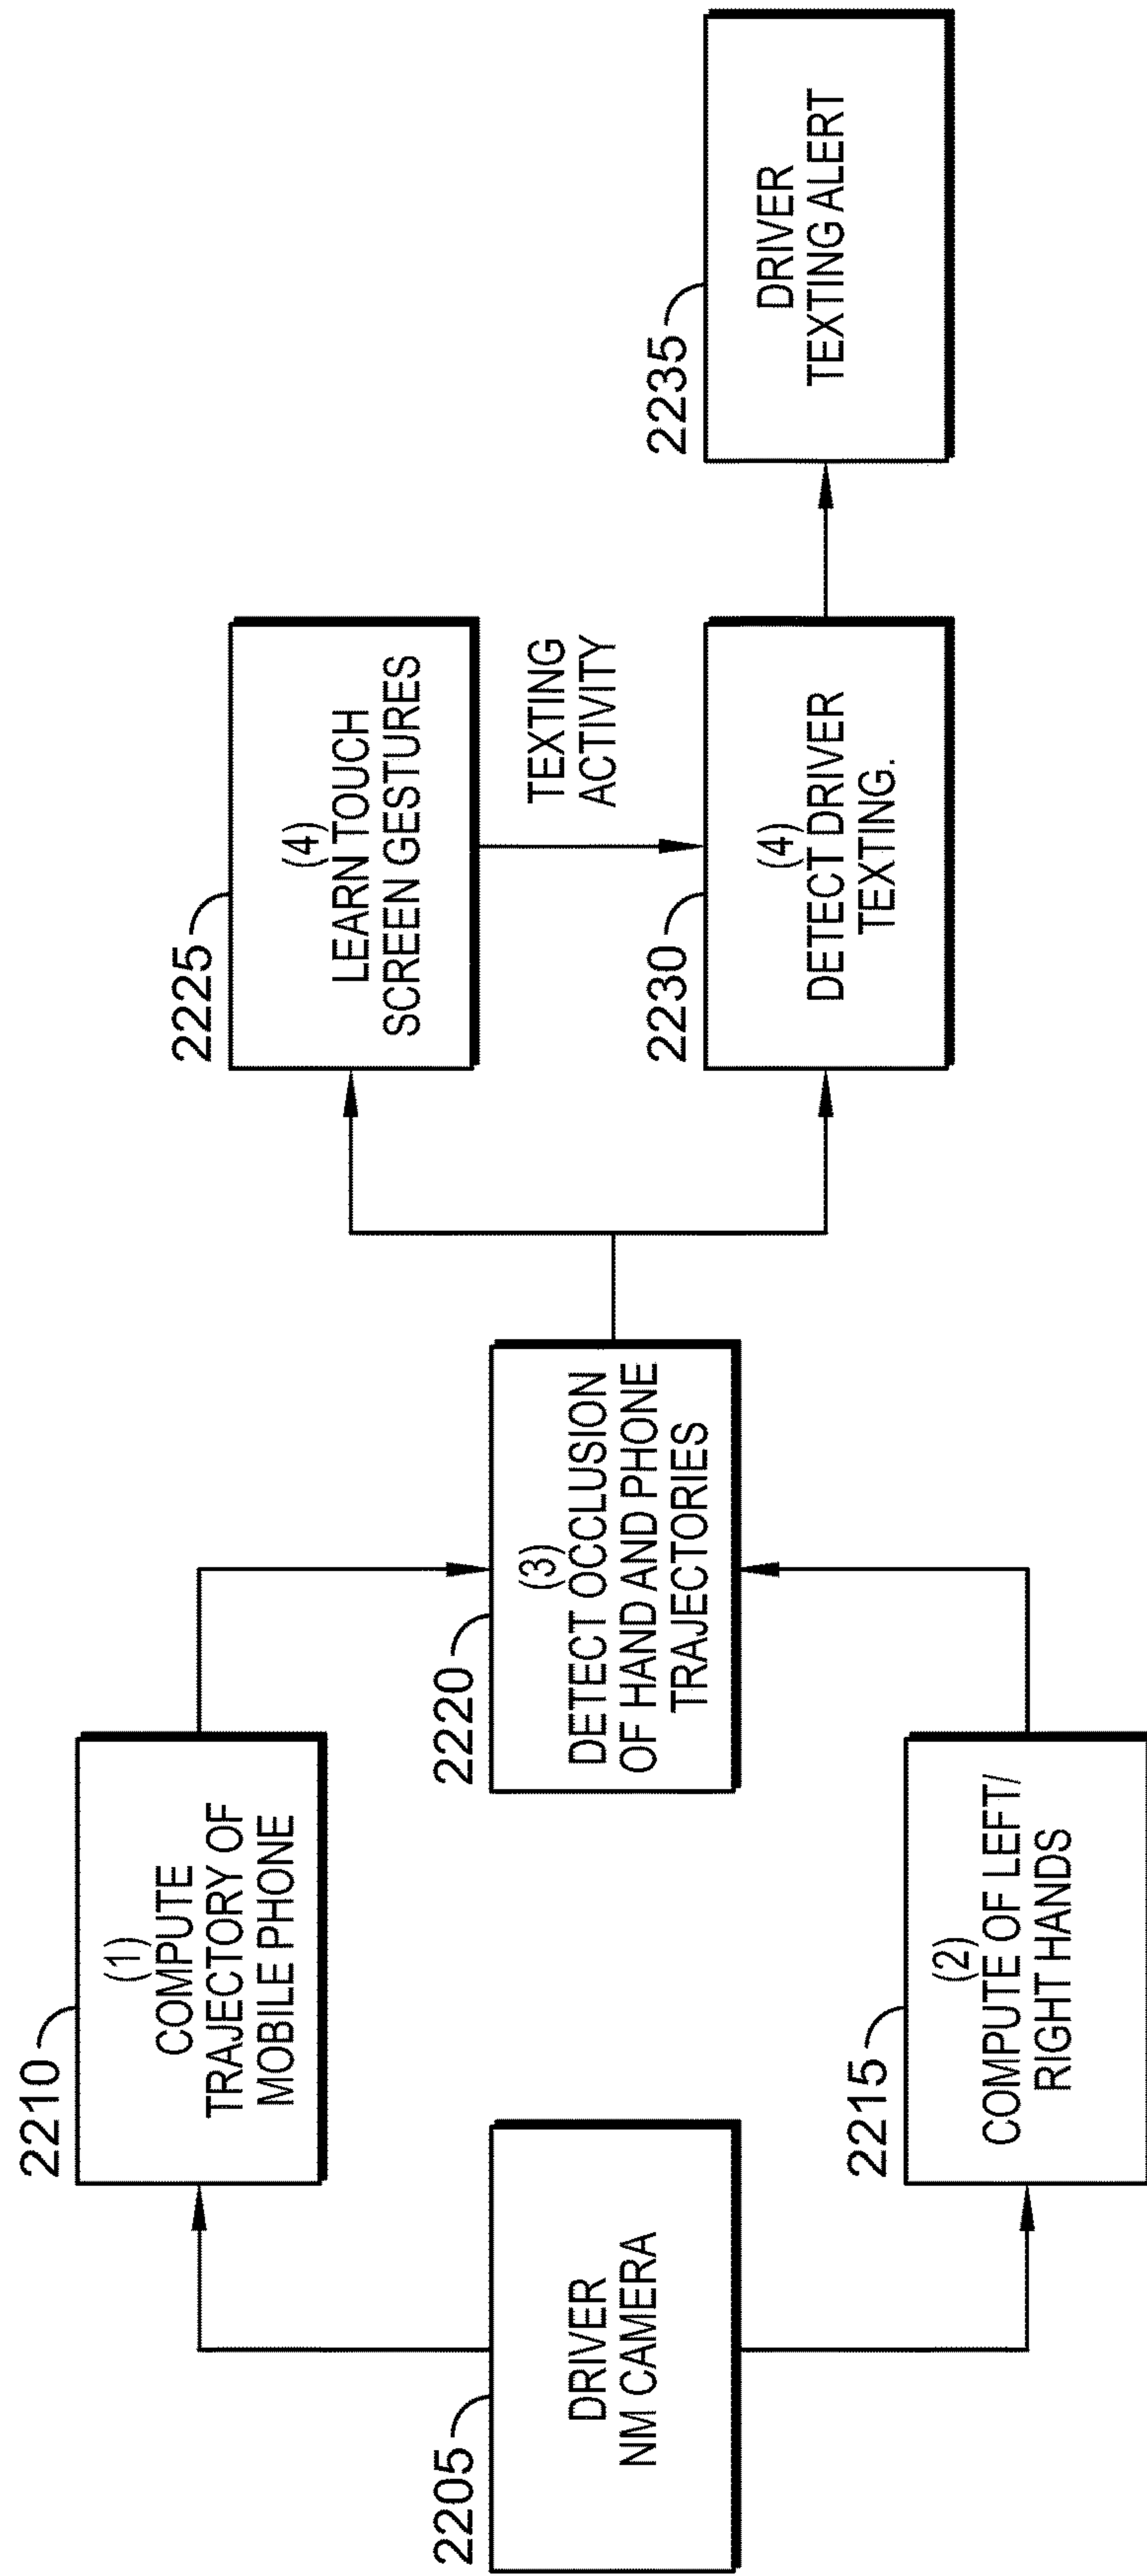 2205
DRIVER
NM CAMERA
2210
(1)
COMPUTE
TRAJECTORY OF
MOBILE PHONE
2215
(2)
COMPUTE OF LEFT/
RIGHT HANDS
2220
(3)
DETECT OCCLUSION
OF HAND AND PHONE
TRAJECTORIES
2225
(4)
LEARN TOUCH
SCREEN GESTURES
TEXTING
ACTIVITY
2230
(4)
DETECT DRIVER
TEXTING.
2235
DRIVER
TEXTING ALERT